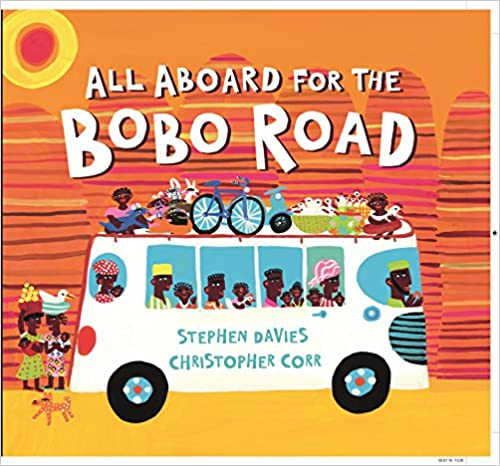 ALL ABOARD FOR THE
BOBO ROAD
STEPHEN DAVIES
CHRISTOPHER CORR